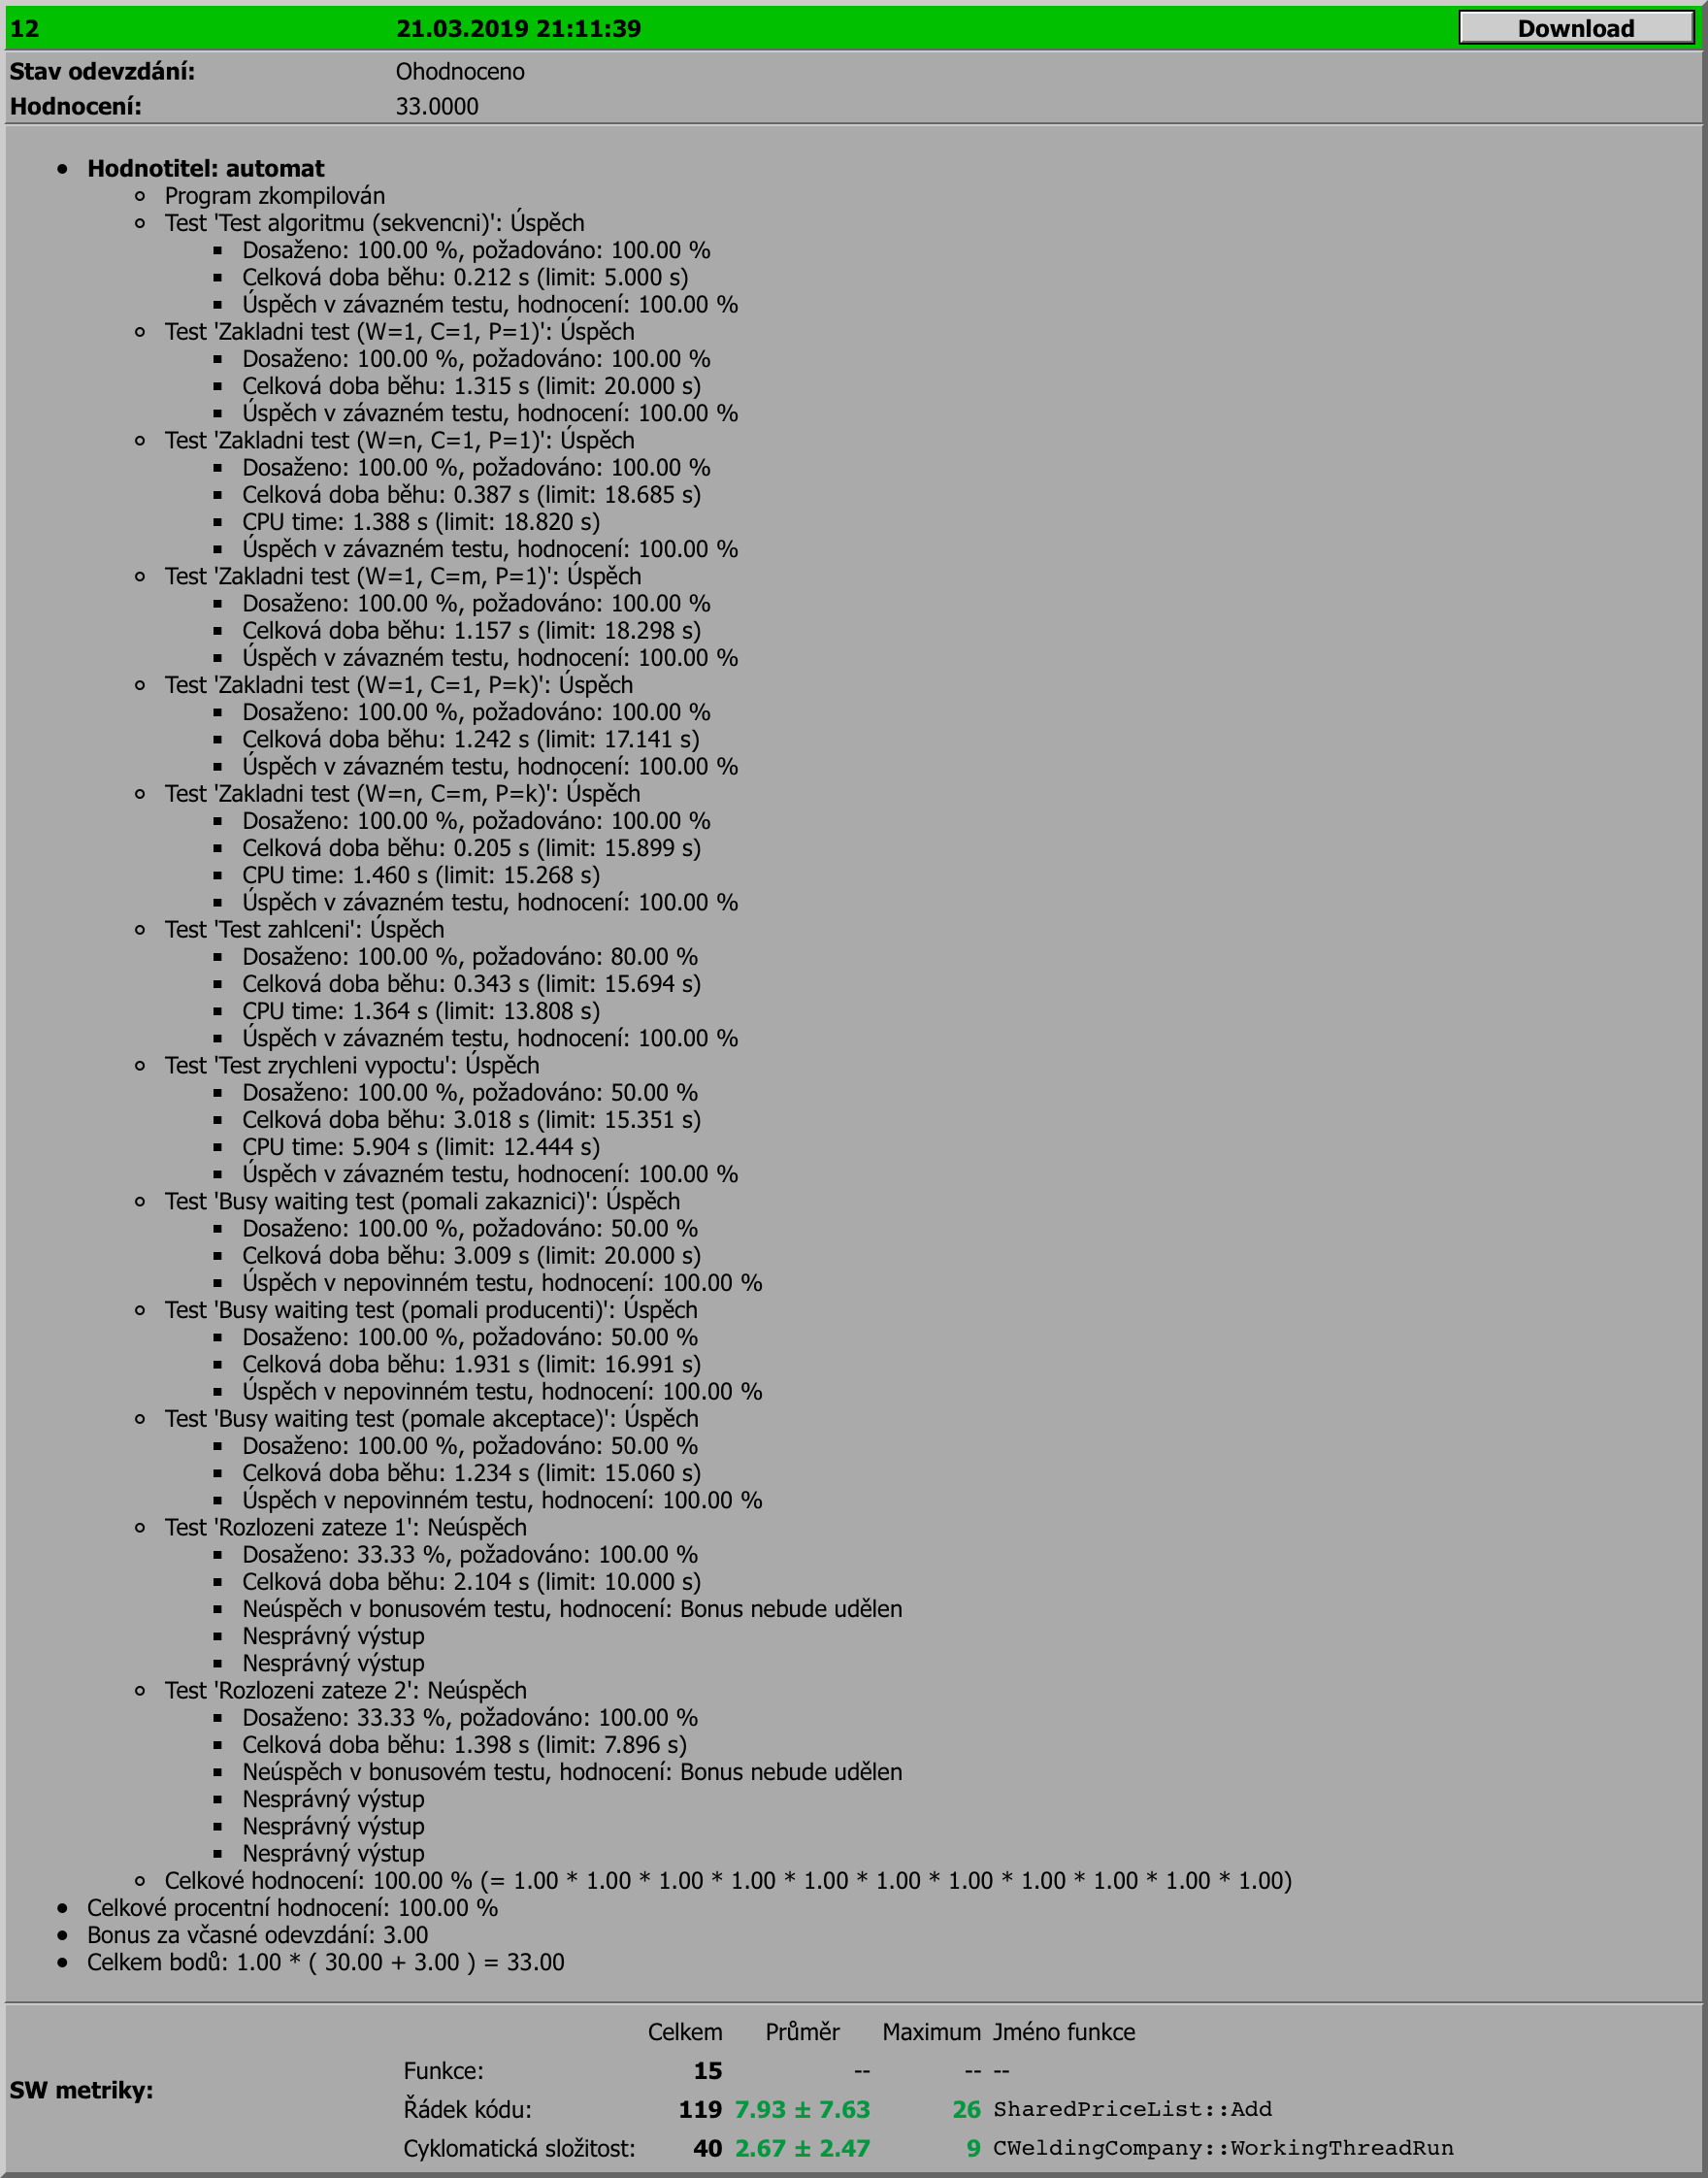 12 21.03.2019 21:11:39 Download
Stav odevzdání: Ohodnoceno
Hodnocení: 33.0000
Hodnotitel: automat
Program zkompilován
Test 'Test algoritmu (sekvencni)': Úspěch
Dosaženo: 100.00 %, požadováno: 100.00 %
Celková doba běhu: 0.212 s (limit: 5.000 s)
Úspěch v závazném testu, hodnocení: 100.00 %
Test 'Zakladni test (W=1, C=1, P=1)': Úspěch
Dosaženo: 100.00 %, požadováno: 100.00 %
Celková doba běhu: 1.315 s (limit: 20.000 s)
Úspěch v závazném testu, hodnocení: 100.00 %
Test 'Zakladni test (W=n, C=1, P=1)': Úspěch
Dosaženo: 100.00 %, požadováno: 100.00 %
Celková doba běhu: 0.387 s (limit: 18.685 s)
CPU time: 1.388 s (limit: 18.820 s)
Úspěch v závazném testu, hodnocení: 100.00 %
Test 'Zakladni test (W=1, C=m, P=1)': Úspěch
Dosaženo: 100.00 %, požadováno: 100.00 %
Celková doba běhu: 1.157 s (limit: 18.298 s)
Úspěch v závazném testu, hodnocení: 100.00 %
Test 'Zakladni test (W=1, C=1, P=k)': Úspěch
Dosaženo: 100.00 %, požadováno: 100.00 %
Celková doba běhu: 1.242 s (limit: 17.141 s)
Úspěch v závazném testu, hodnocení: 100.00 %
Test 'Zakladni test (W=n, C=m, P=k)': Úspěch
Dosaženo: 100.00 %, požadováno: 100.00 %
Celková doba běhu: 0.205 s (limit: 15.899 s)
CPU time: 1.460 s (limit: 15.268 s)
Úspěch v závazném testu, hodnocení: 100.00 %
Test 'Test zahlceni': Úspěch
Dosaženo: 100.00 %, požadováno: 80.00 %
Celková doba běhu: 0.343 s (limit: 15.694 s)
CPU time: 1.364 s (limit: 13.808 s)
Úspěch v závazném testu, hodnocení: 100.00 %
Test 'Test zrychleni vypoctu': Úspěch
Dosaženo: 100.00 %, požadováno: 50.00 %
Celková doba běhu: 3.018 s (limit: 15.351 s)
CPU time: 5.904 s (limit: 12.444 s)
Úspěch v závazném testu, hodnocení: 100.00 %
Test 'Busy waiting test (pomali zakaznici)': Úspěch
Dosaženo: 100.00 %, požadováno: 50.00 %
Celková doba běhu: 3.009 s (limit: 20.000 s)
Úspěch v nepovinném testu, hodnocení: 100.00 %
Test 'Busy waiting test (pomali producenti)': Úspěch
Dosaženo: 100.00 %, požadováno: 50.00 %
Celková doba běhu: 1.931 s (limit: 16.991 s)
Úspěch v nepovinném testu, hodnocení: 100.00 %
Test 'Busy waiting test (pomale akceptace)': Úspěch
Dosaženo: 100.00 %, požadováno: 50.00 %
Celková doba běhu: 1.234 s (limit: 15.060 s)
Úspěch v nepovinném testu, hodnocení: 100.00 %
Test 'Rozlozeni zateze 1': Neúspěch
Dosaženo: 33.33 %, požadováno: 100.00 %
Celková doba běhu: 2.104 s (limit: 10.000 s)
Neúspěch v bonusovém testu, hodnocení: Bonus nebude udělen
Nesprávný výstup
Nesprávný výstup
Test 'Rozlozeni zateze 2': Neúspěch
Dosaženo: 33.33 %, požadováno: 100.00 %
Celková doba běhu: 1.398 s (limit: 7.896 s)
Neúspěch v bonusovém testu, hodnocení: Bonus nebude udělen
Nesprávný výstup
Nesprávný výstup
Nesprávný výstup
Celkové hodnocení: 100.00 % (= 1.00 * 1.00 * 1.00 * 1.00 * 1.00 * 1.00 * 1.00 * 1.00 * 1.00 * 1.00 * 1.00)
Celkové procentní hodnocení: 100.00 %
Bonus za včasné odevzdání: 3.00
Celkem bodů: 1.00 * ( 30.00 + 3.00 ) = 33.00
SW metriky:
Celkem Průměr Maximum Jméno funkce
Funkce: 15 -- -- --
Řádek kódu: 119 7.93 ± 7.63 26 SharedPriceList::Add
Cyklomatická složitost: 40 2.67 ± 2.47 9 CWeldingCompany::WorkingThreadRun